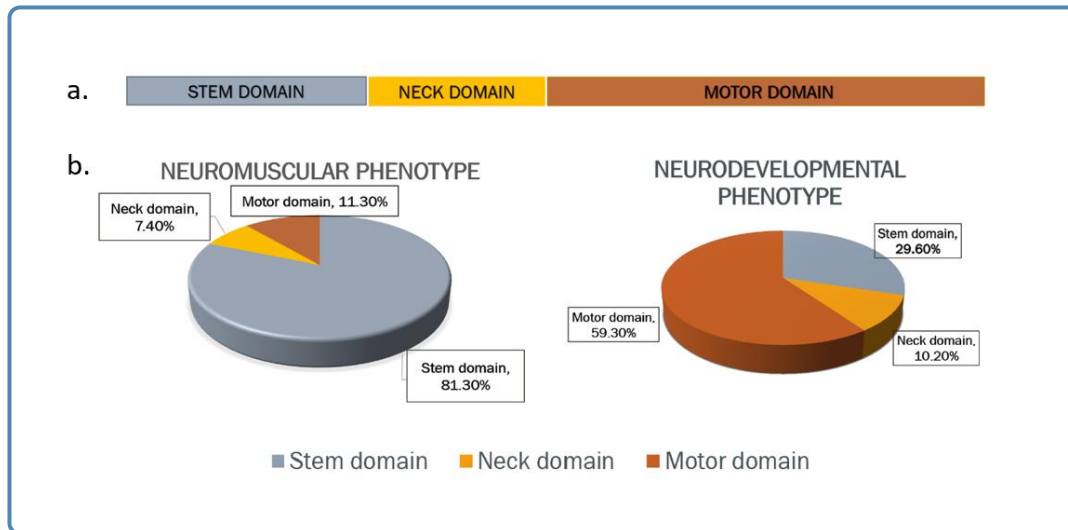 a.
STEM DOMAIN
NECK DOMAIN
MOTOR DOMAIN
b.
NEUROMUSCULAR PHENOTYPE
Neck domain,
7.40%
Motor domain, 11.30%
Stem domain,
81.30%
NEURODEVELOPMENTAL
PHENOTYPE
Stem domain,
29.60%
Motor domain,
59.30%
Neck domain,
10.20%
Stem domain
Neck domain
Motor domain